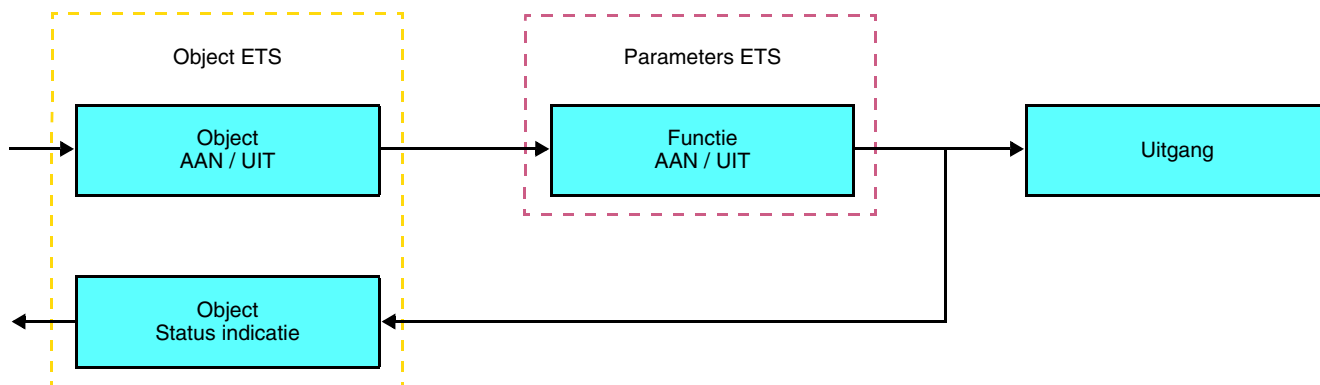 Object ETS
Parameters ETS
Object
AAN / UIT
Functie
AAN / UIT
Uitgang
Object
Status indicatie